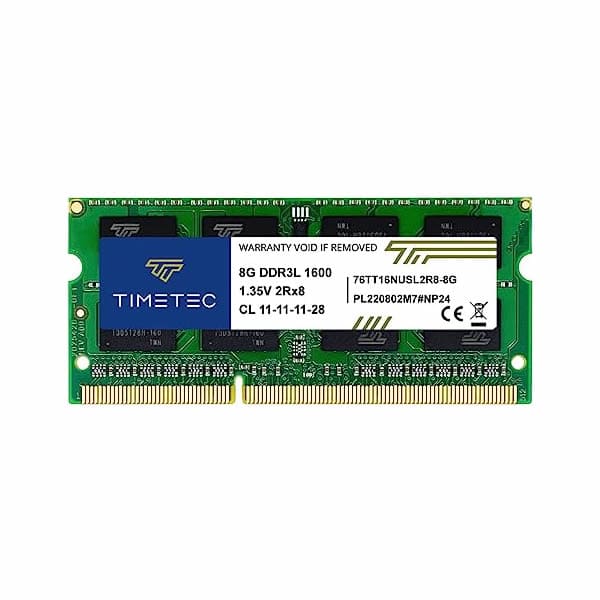 WARRANTY VOID IF REMOVED
TIMETEC
8G DDR3L 1600
1.35V 2Rx8
CL 11-11-11-28
76TT16NUSL2R8-8G
PL220802M7#NP24
CE